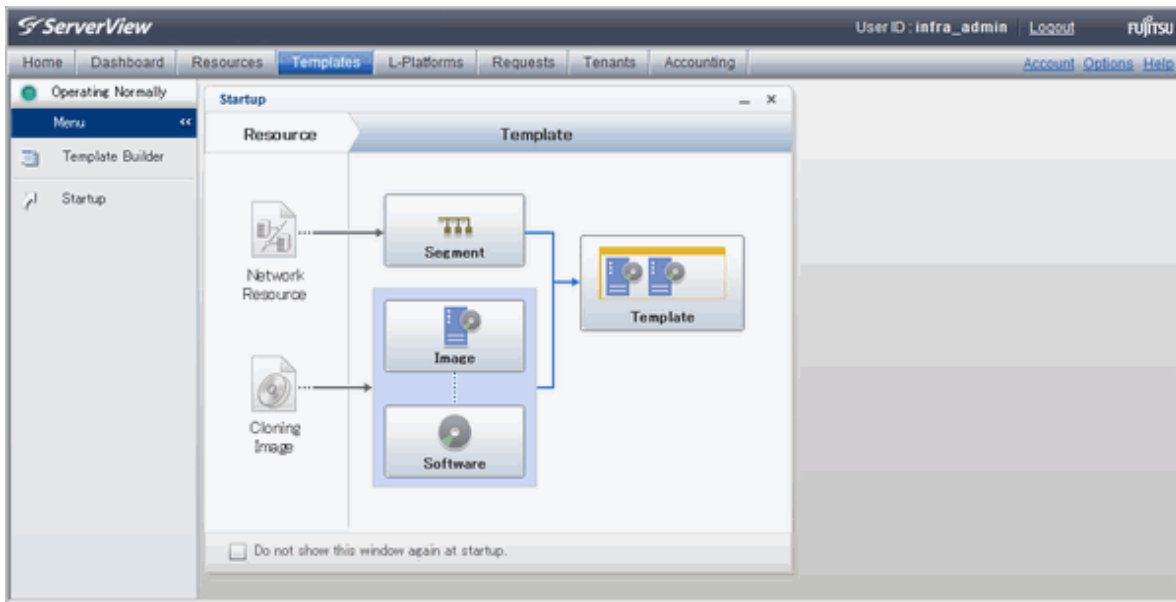 ServerView
User ID : infra_admin Logout FUJITSU
Home Dashboard Resources Templates L-Platforms Requests Tenants Accounting Account Options Help
Operating Normally
Menu «
Template Builder
Startup
Startup
Resource Template
Segment
Network
Resource
Template
Image
Cloning
Image
Software
Do not show this window again at startup.